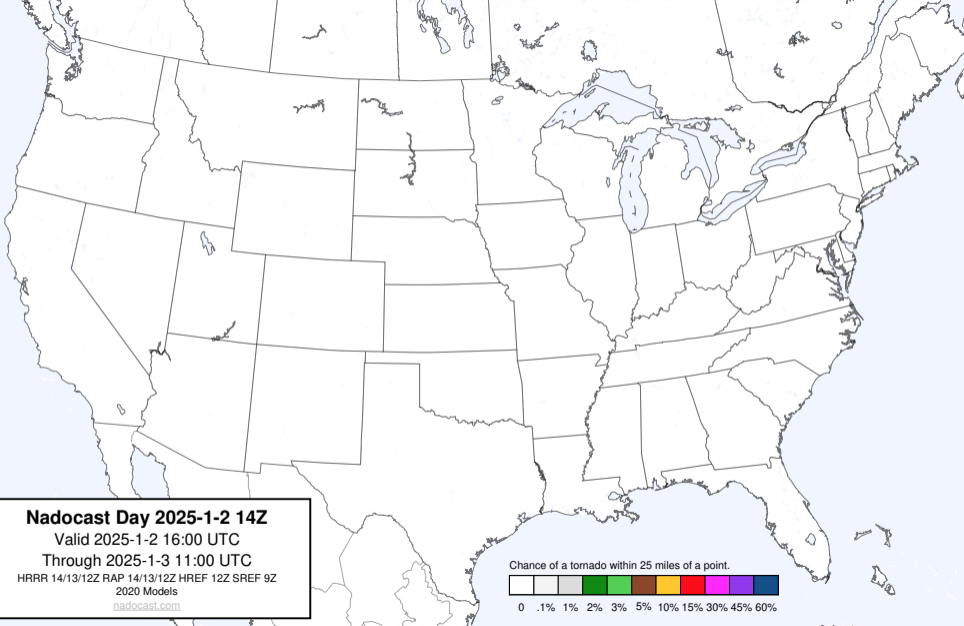 Nadocast Day 2025-1-2 14Z
Valid 2025-1-2 16:00 UTC
Through 2025-1-3 11:00 UTC
HRRR 14/13/12Z RAP 14/13/12Z HREF 12Z SREF 9Z
2020 Models
nadocast.com
Chance of a tornado within 25 miles of a point.
0 .1% 1% 2% 3% 5% 10% 15% 30% 45% 60%